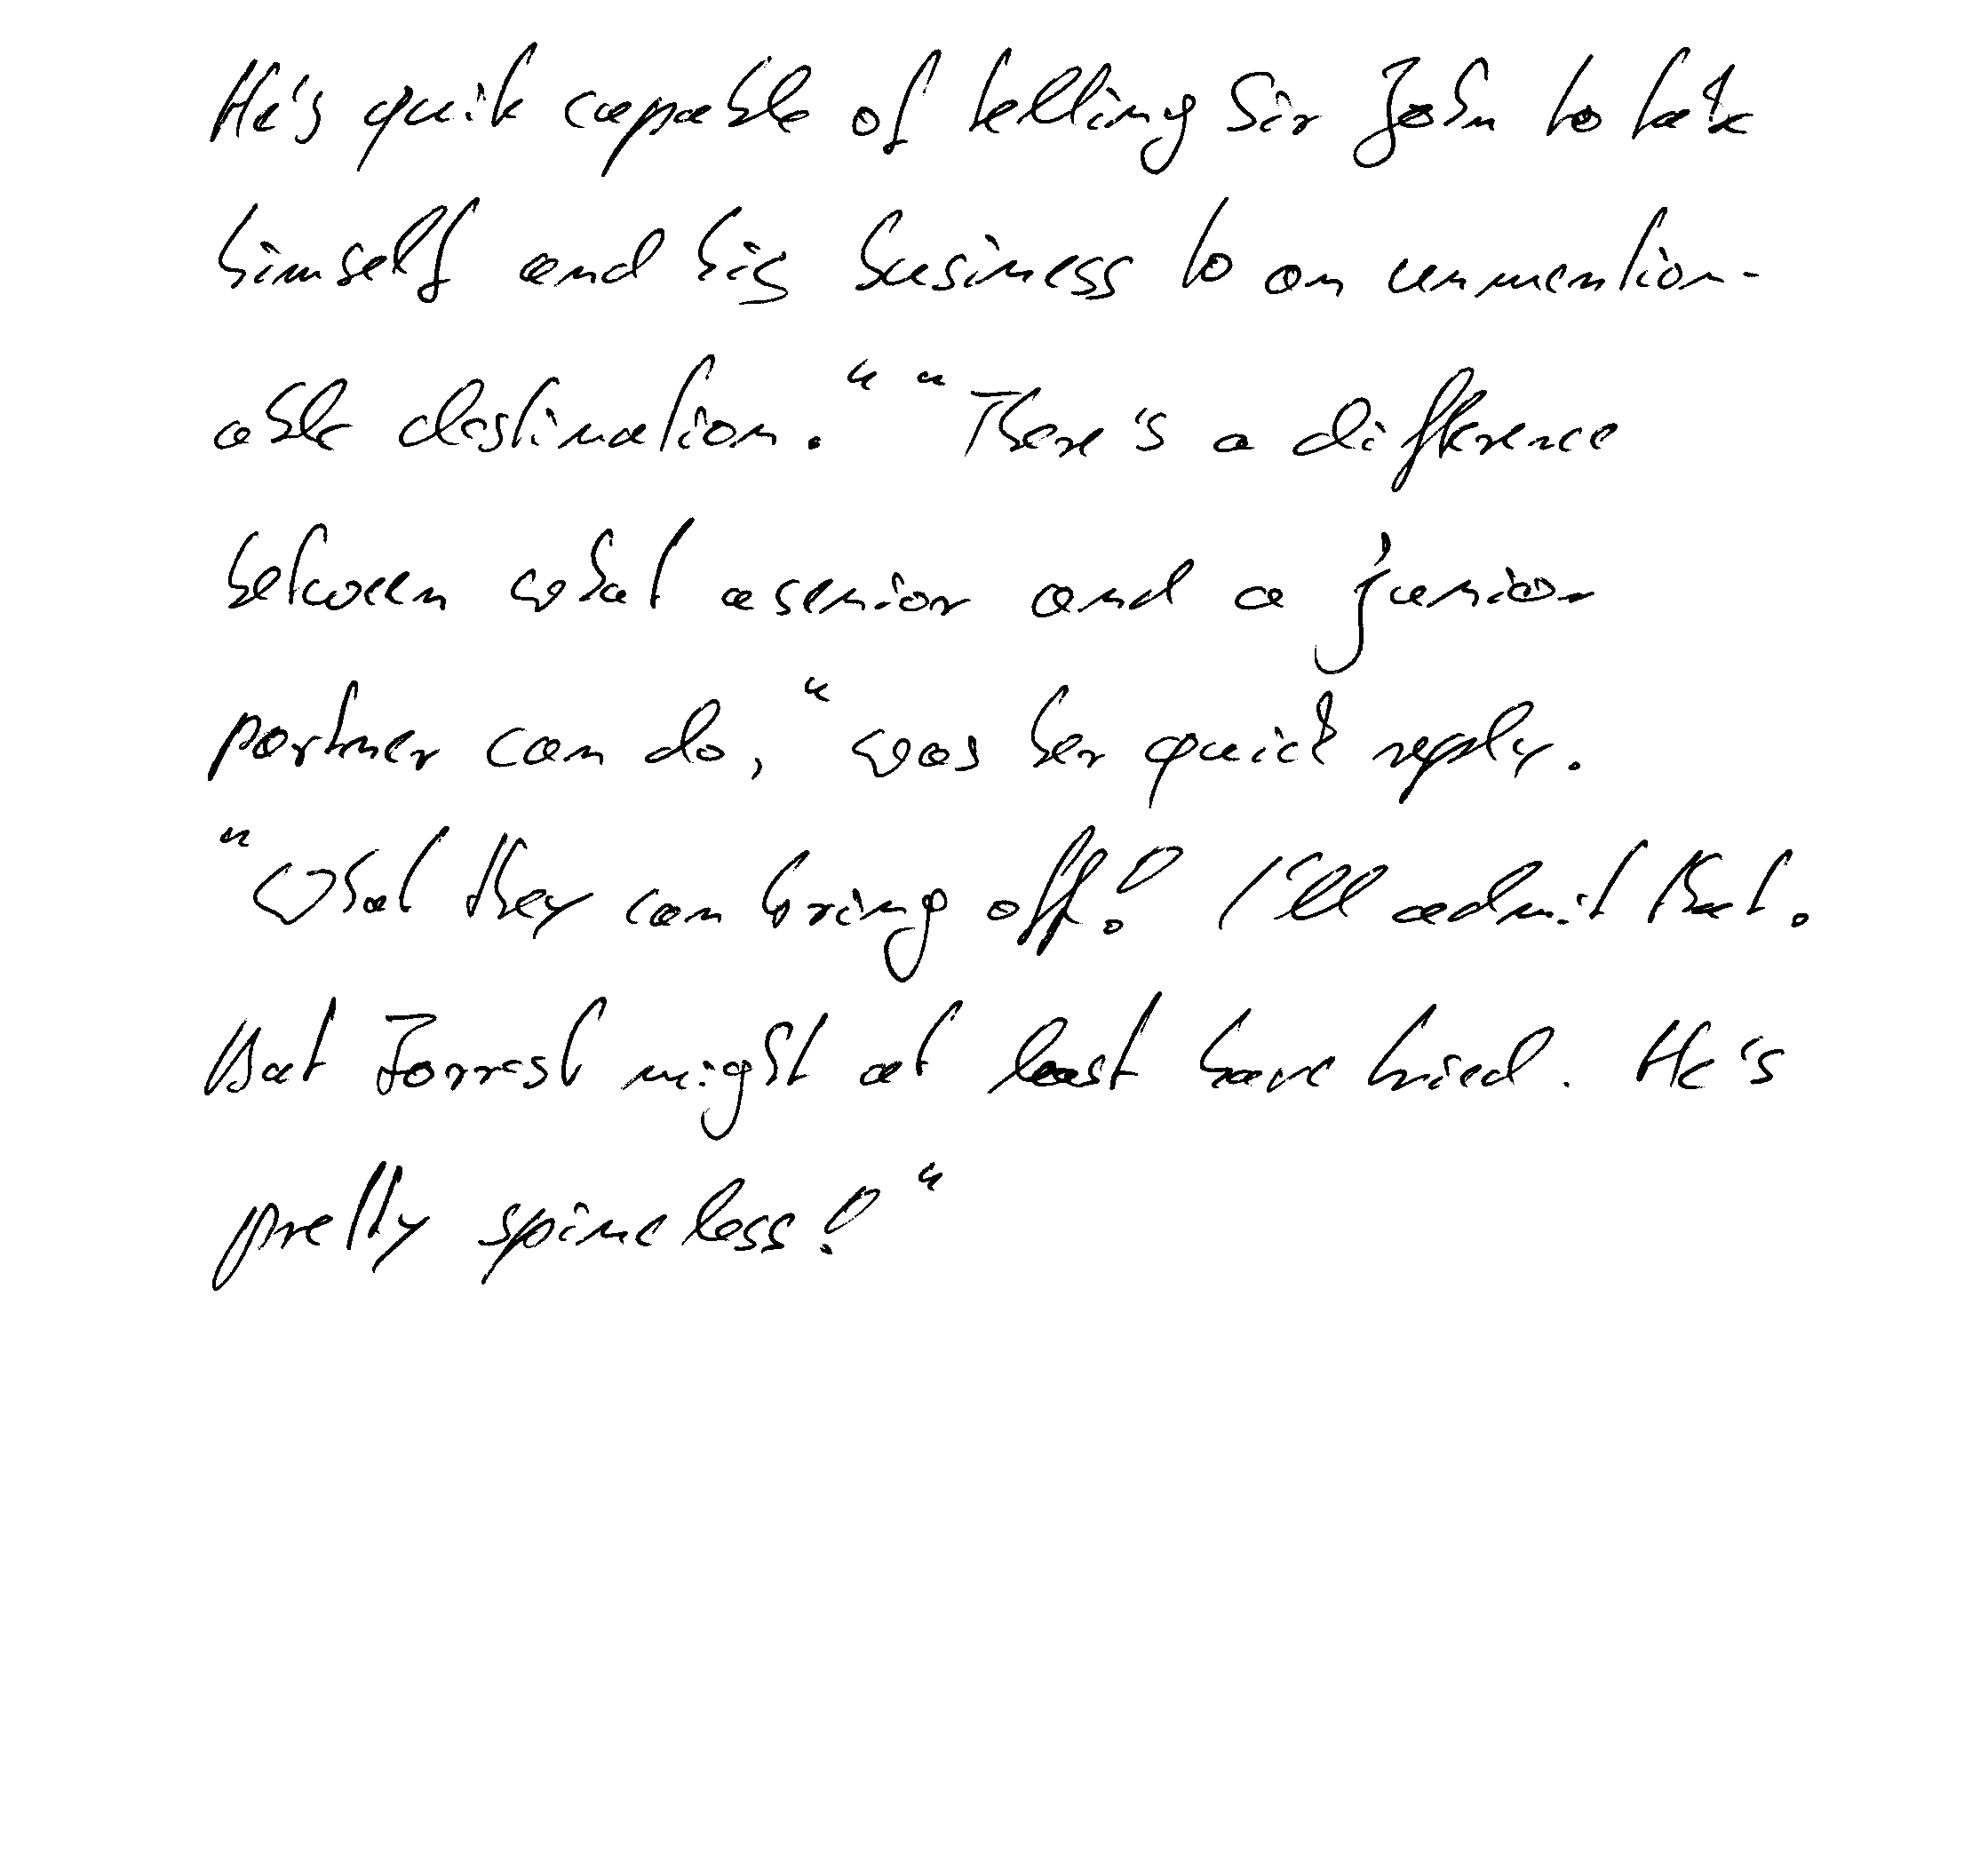 He's quite capable of telling Sir John to take
himself and his business to an unmention-
able destination." "There's a difference
between what a senior and a junior
partner can do," was her quick reply.
"What they can bring off! I'll admit that.
But Forrest might at least have tried. He's
pretty spineless!"